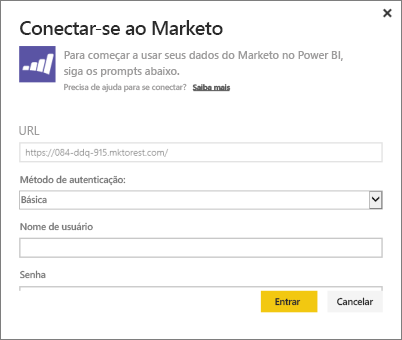 Conectar-se ao Marketo
Para começar a usar seus dados do Marketo no Power BI,
siga os prompts abaixo.
Precisa de ajuda para se conectar? Saiba mais
URL
https://084-ddq-915.mktorest.com/
Método de autenticação:
Básica
Nome de usuário
Senha
Entrar Cancelar